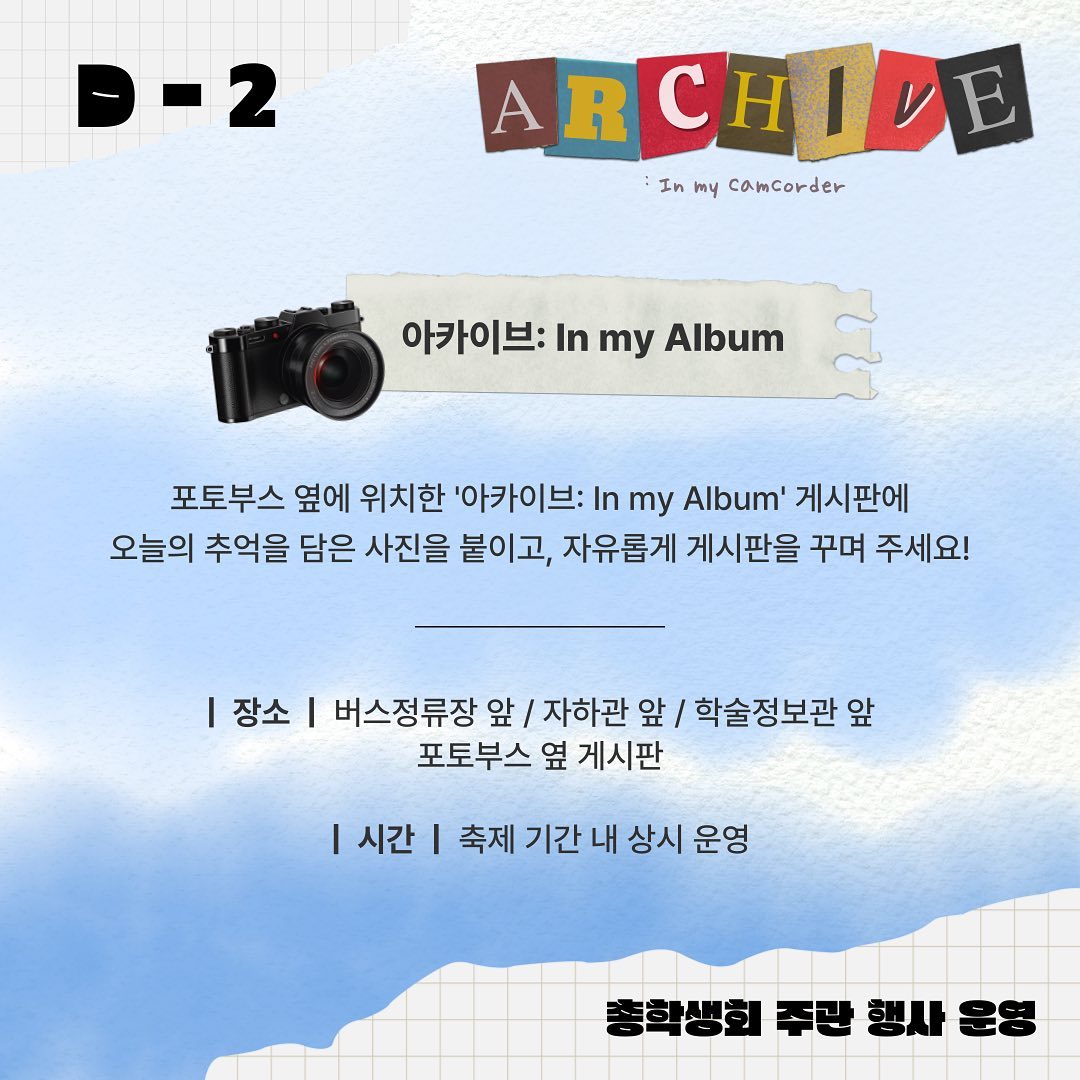 D - 2
ARCHIVE
: In my Camcorder
아카이브: In my Album
포토부스 옆에 위치한 '아카이브: In my Album' 게시판에
오늘의 추억을 담은 사진을 붙이고, 자유롭게 게시판을 꾸며 주세요!
| 장소 | 버스정류장 앞 / 자하관 앞 / 학술정보관 앞
포토부스 옆 게시판
| 시간 | 축제 기간 내 상시 운영
총학생회 주관 행사 운영